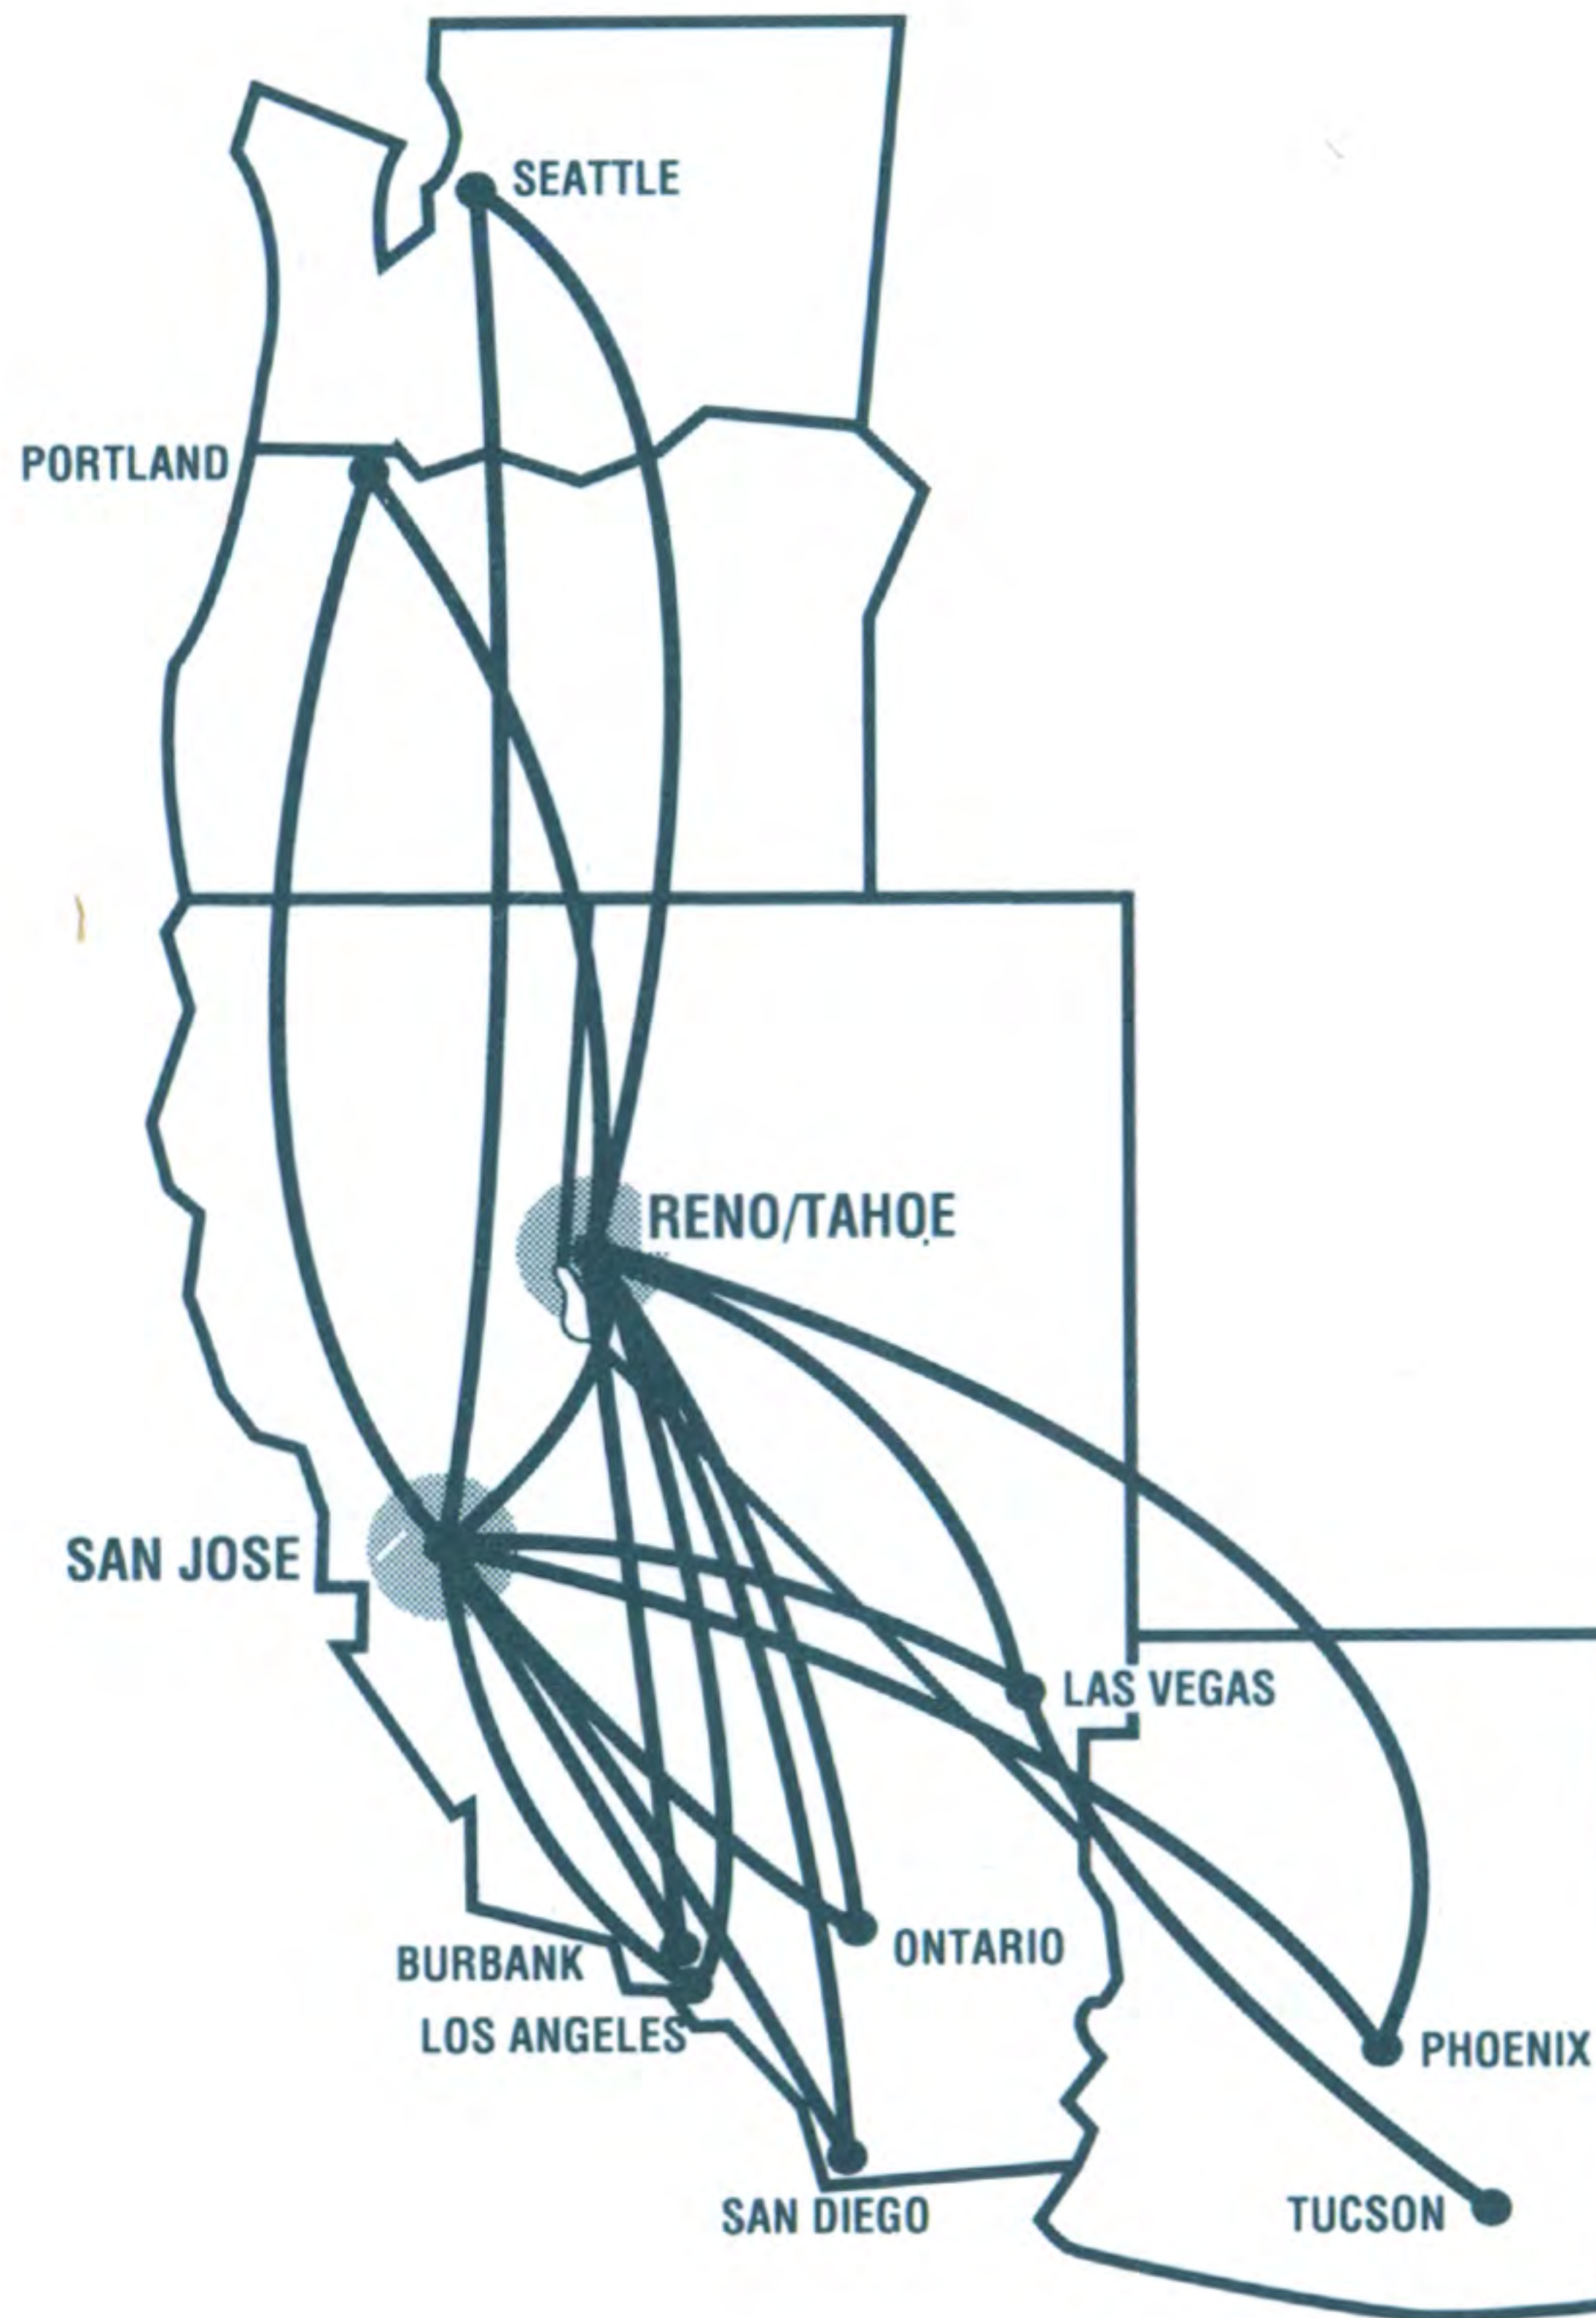 SEATTLE
PORTLAND
RENO/TAHOE
SAN JOSE
LAS VEGAS
ONTARIO
BURBANK
LOS ANGELES
PHOENIX
SAN DIEGO
TUCSON